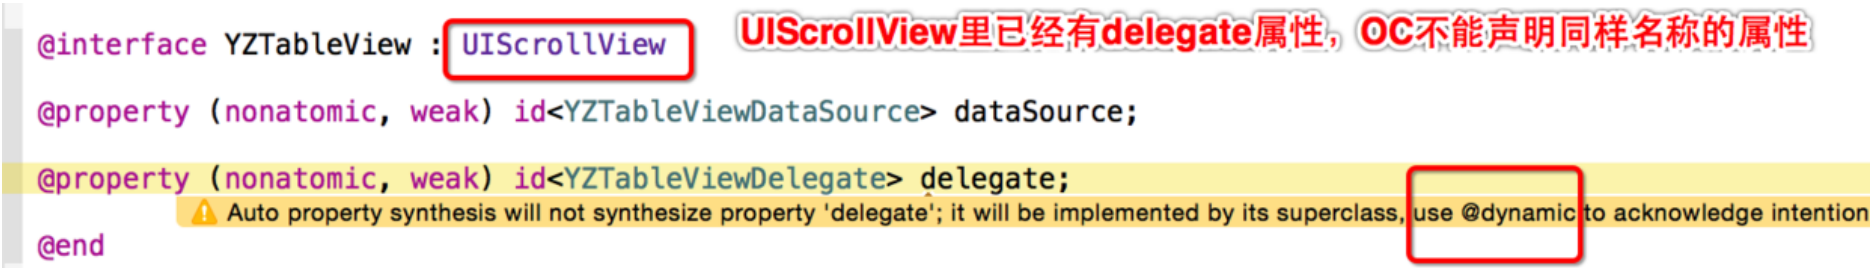 @interface YZTableView : UIScrollView
UIScrollView里已经有delegate属性，OC不能声明同样名称的属性
@property (nonatomic, weak) id<YZTableViewDataSource> dataSource;
@property (nonatomic, weak) id<YZTableViewDelegate> delegate;
Auto property synthesis will not synthesize property 'delegate'; it will be implemented by its superclass, use @dynamic to acknowledge intention
@end